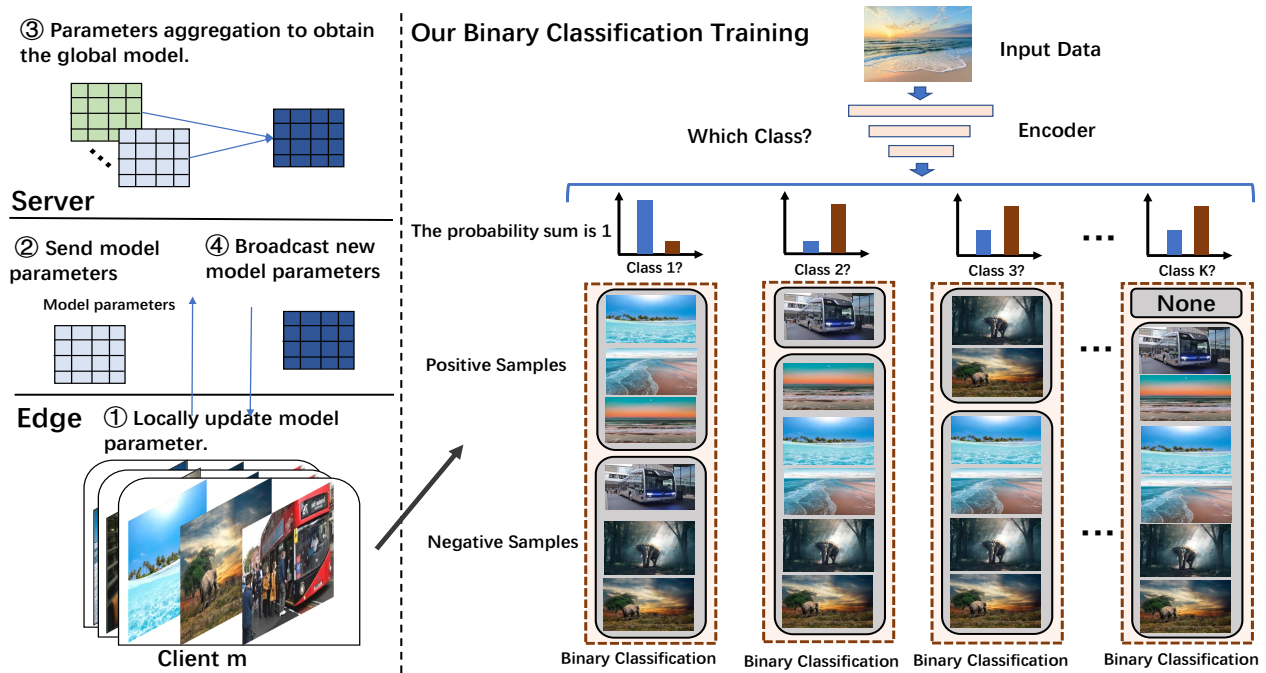 ③ Parameters aggregation to obtain
the global model.
Server
② Send model
parameters
④ Broadcast new
model parameters
Model parameters
Edge
① Locally update model
parameter.
Client m
Our Binary Classification Training
Input Data
Which Class?
Encoder
The probability sum is 1
Class 1?
Class 2?
Class 3?
...
Class K?
Positive Samples
None
...
Negative Samples
...
Binary Classification
Binary Classification
Binary Classification
Binary Classification